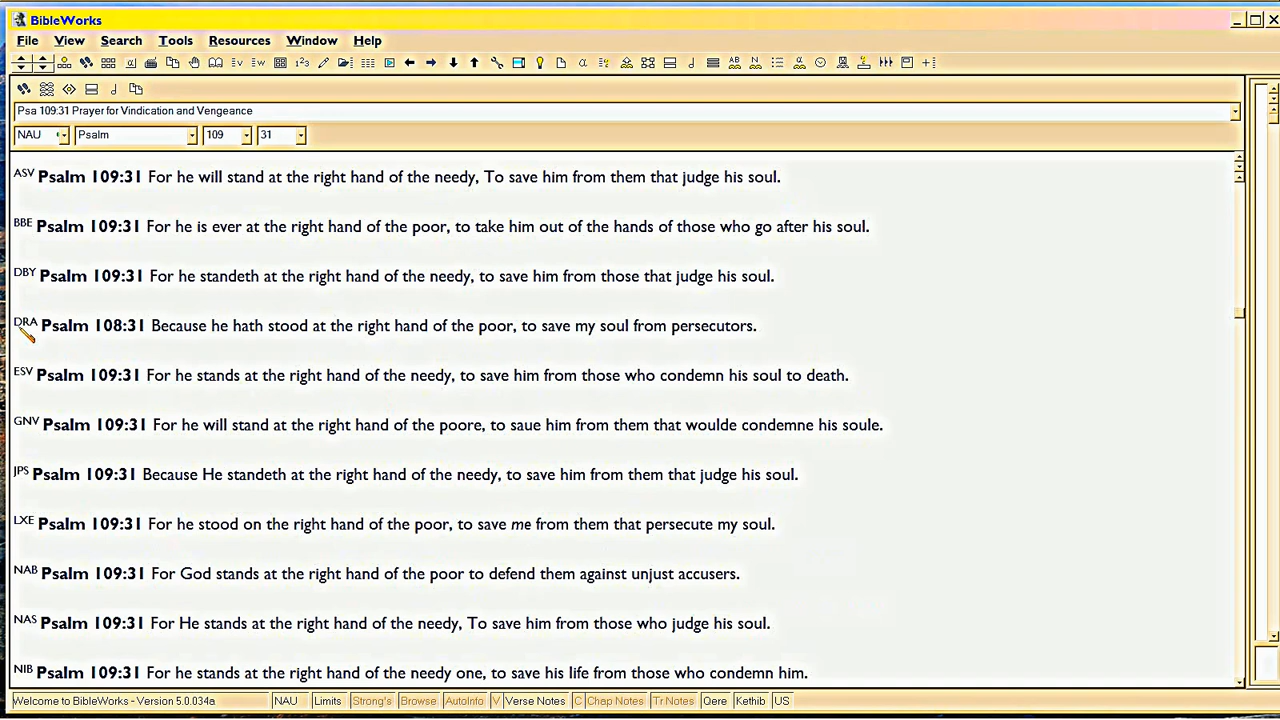 BibleWorks
File View Search Tools Resources Window Help
Psa 109:31 Prayer for Vindication and Vengeance
NAU Psalm 109 31
ASV Psalm 109:31 For he will stand at the right hand of the needy, To save him from them that judge his soul.
BBE Psalm 109:31 For he is ever at the right hand of the poor, to take him out of the hands of those who go after his soul.
DBY Psalm 109:31 For he standeth at the right hand of the needy, to save him from those that judge his soul.
DRA Psalm 108:31 Because he hath stood at the right hand of the poor, to save my soul from persecutors.
ESV Psalm 109:31 For he stands at the right hand of the needy, to save him from those who condemn his soul to death.
GNV Psalm 109:31 For he will stand at the right hand of the poore, to saue him from them that woulde condemne his soule.
JPS Psalm 109:31 Because He standeth at the right hand of the needy, to save him from them that judge his soul.
LXE Psalm 109:31 For he stood on the right hand of the poor, to save me from them that persecute my soul.
NAB Psalm 109:31 For God stands at the right hand of the poor to defend them against unjust accusers.
NAS Psalm 109:31 For He stands at the right hand of the needy, To save him from those who judge his soul.
NIB Psalm 109:31 For he stands at the right hand of the needy one, to save his life from those who condemn him.
Welcome to BibleWorks - Version 5.0.034a NAU Limits Strong's Browse AutoInfo V Verse Notes C Chap Notes Tr Notes Qere Kethib US